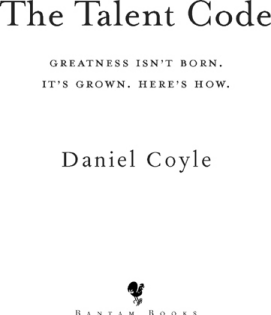 The Talent Code
GREATNESS ISN'T BORN.
IT'S GROWN. HERE'S HOW.
Daniel Coyle
BANTAM BOOKS